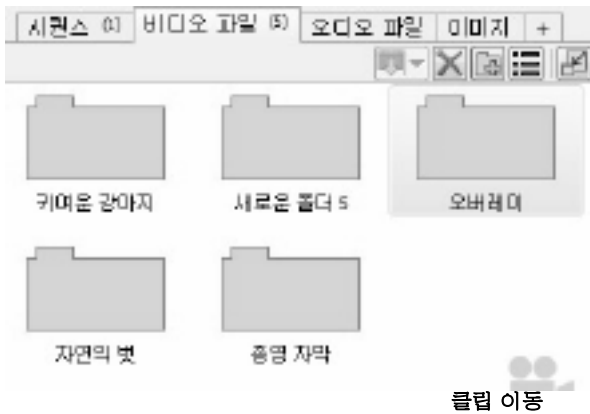 시퀀스 (1) 비디오 파일 (5) 오디오 파일 이미지 +
귀여운 강아지 새로운 폴더 5 오버레이
자연의 벗 종영 자막
클립 이동